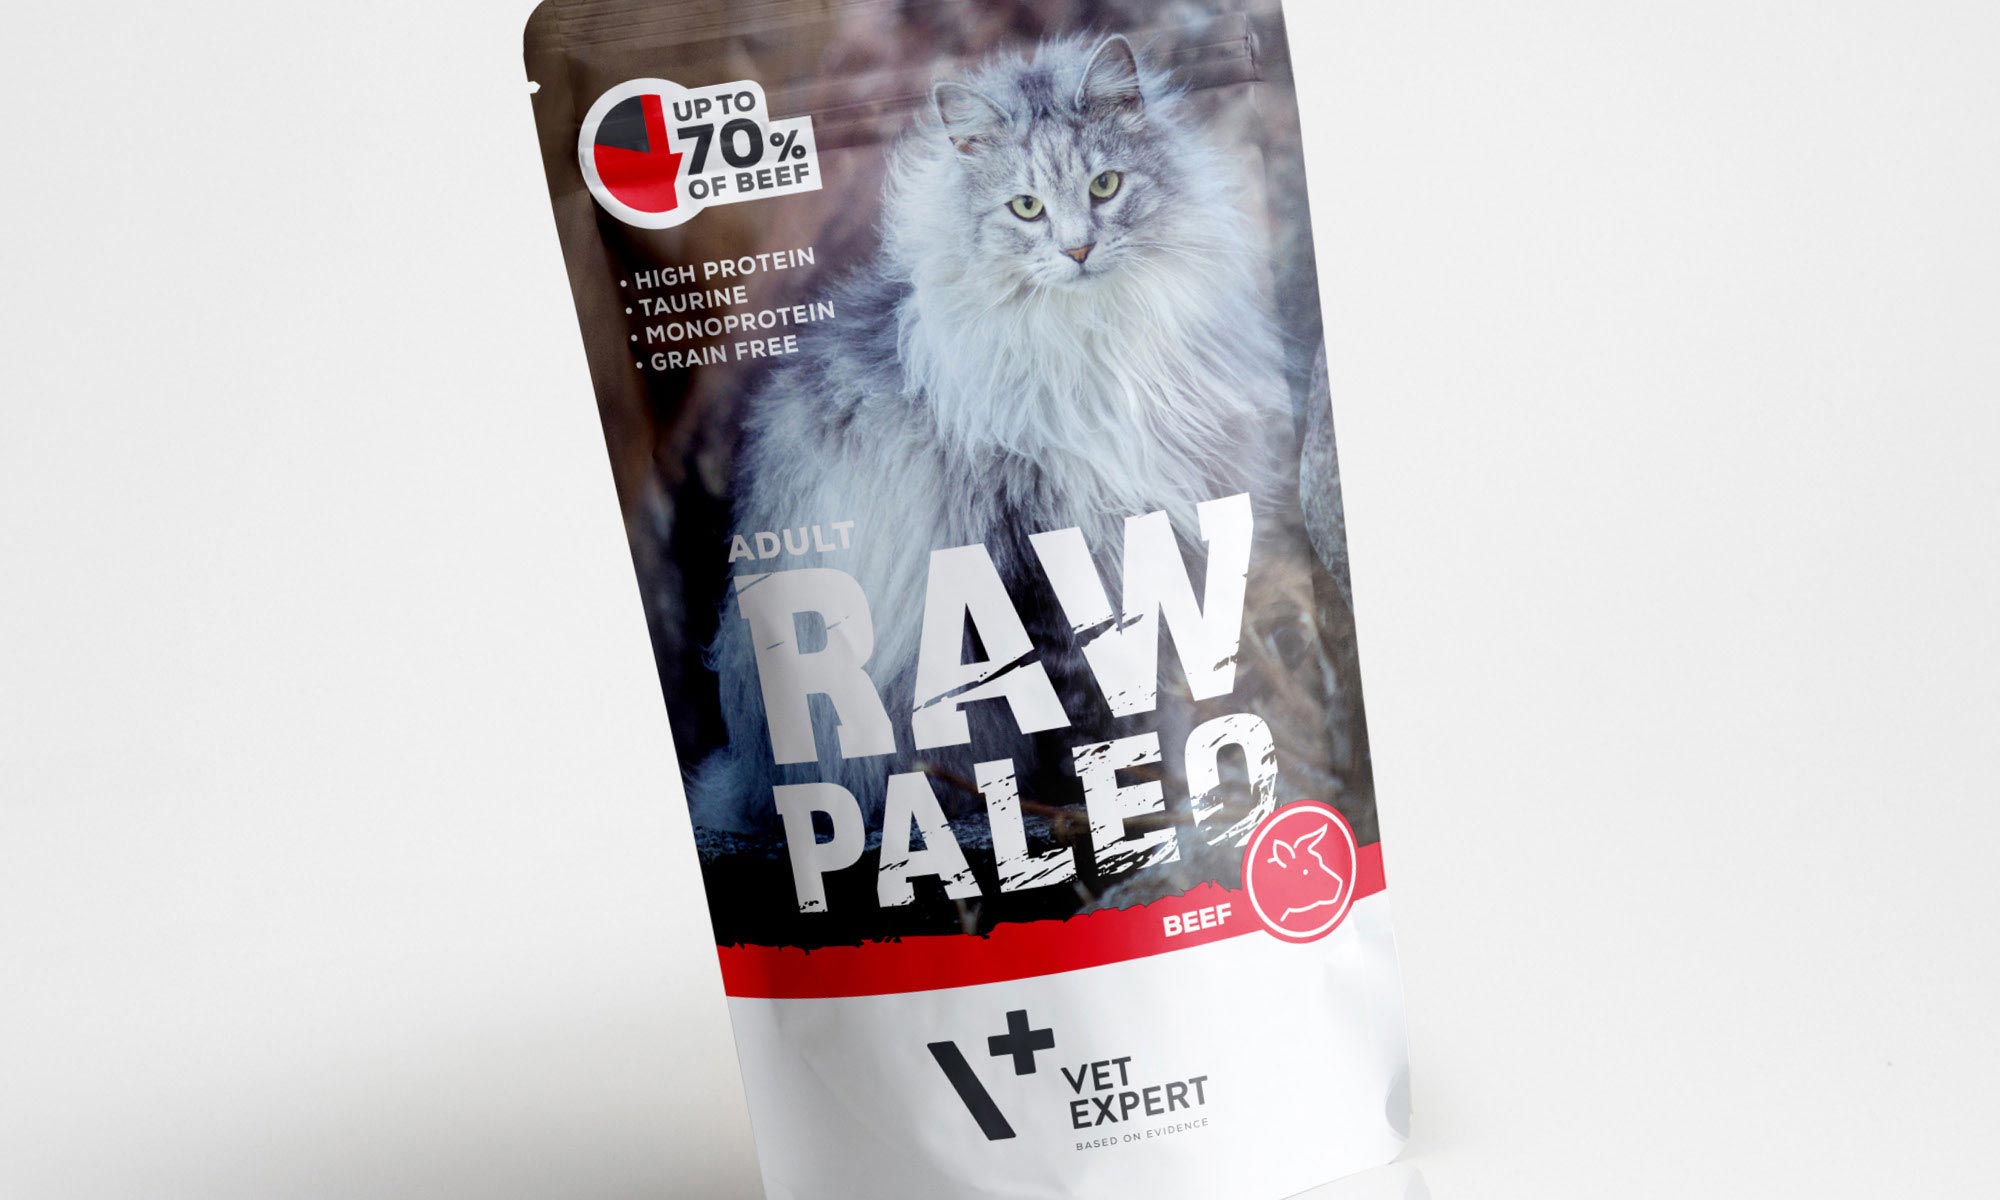 UP TO
70%
OF BEEF
• HIGH PROTEIN
• TAURINE
• MONOPROTEIN
• GRAIN FREE
ADULT
RAW
PALEO
BEEF
V+
VET
EXPERT
BASED ON EVIDENCE